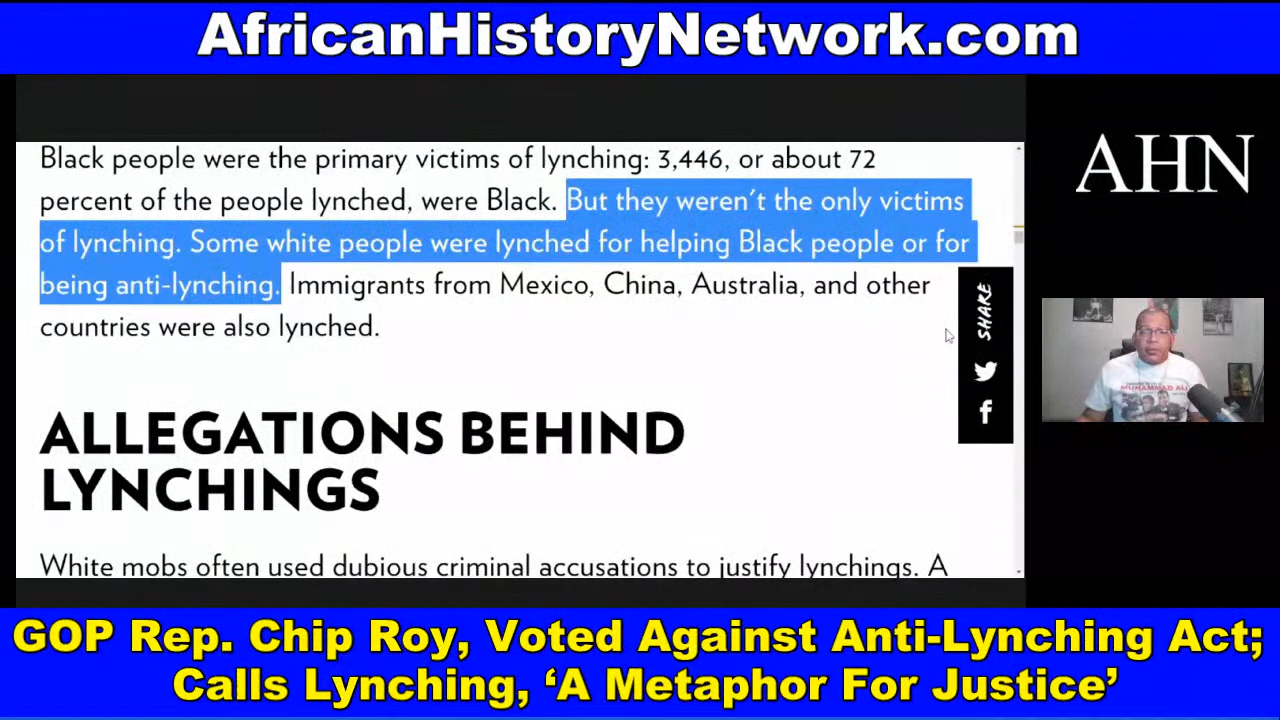 AfricanHistoryNetwork.com
AHN
Black people were the primary victims of lynching: 3,446, or about 72
percent of the people lynched, were Black. But they weren't the only victims
of lynching. Some white people were lynched for helping Black people or for
being anti-lynching. Immigrants from Mexico, China, Australia, and other
countries were also lynched.
SHARE
MUHAMMAD ALI
ALLEGATIONS BEHIND
LYNCHINGS
White mobs often used dubious criminal accusations to justify lynchings. A
GOP Rep. Chip Roy, Voted Against Anti-Lynching Act;
Calls Lynching, ‘A Metaphor For Justice’